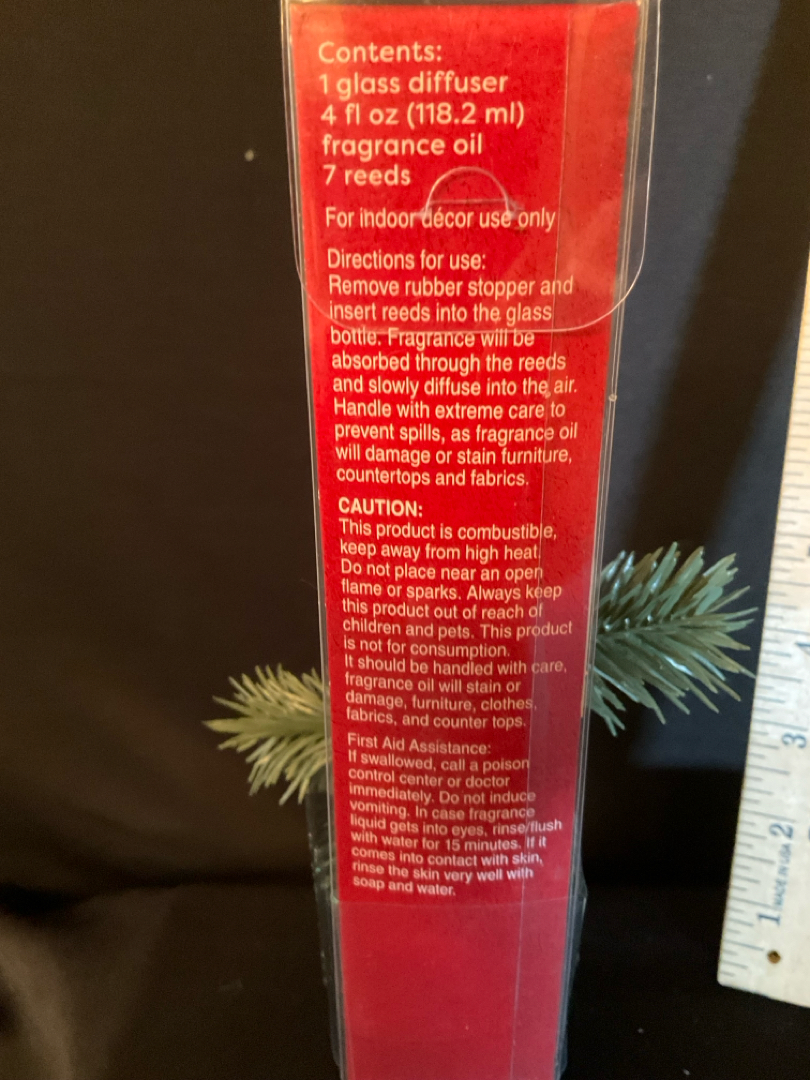 Contents:
1 glass diffuser
4 fl oz (118.2 ml)
fragrance oil
7 reeds
For indoor décor use only
Directions for use:
Remove rubber stopper and
insert reeds into the glass
bottle. Fragrance will be
absorbed through the reeds
and slowly diffuse into the air.
Handle with extreme care to
prevent spills, as fragrance oil
will damage or stain furniture,
countertops and fabrics.
CAUTION:
This product is combustible,
keep away from high heat.
Do not place near an open
flame or sparks. Always keep
this product out of reach of
children and pets. This product
is not for consumption.
It should be handled with care,
fragrance oil will stain or
damage, furniture, clothes,
fabrics, and counter tops.
First Aid Assistance:
If swallowed, call a poison
control center or doctor
immediately. Do not induce
vomiting. In case fragrance
liquid gets into eyes, rinse/flush
with water for 15 minutes. If it
comes into contact with skin,
rinse the skin very well with
soap and water.
1 2 3 4
MADE IN USA